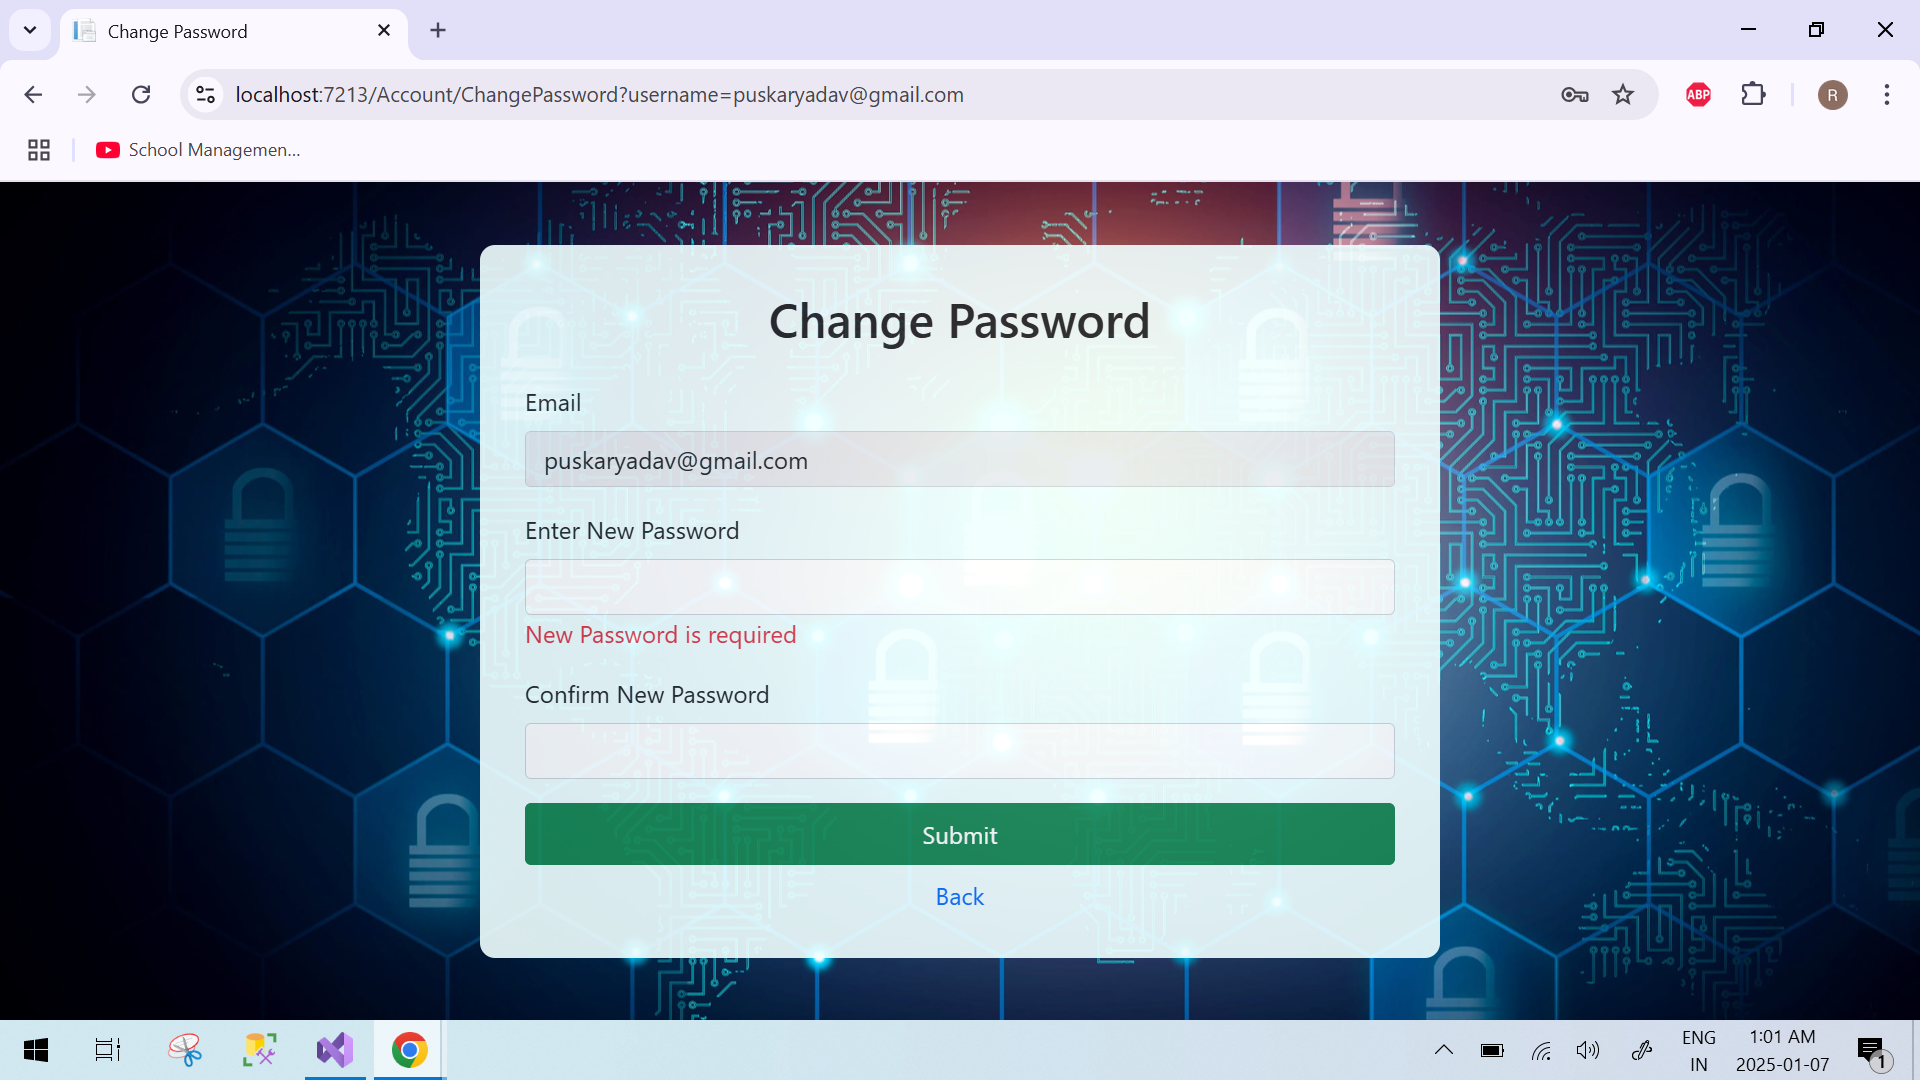 Change Password
localhost:7213/Account/ChangePassword?username=puskaryadav@gmail.com
ABP
R
School Managemen...
Change Password
Email
puskaryadav@gmail.com
Enter New Password
New Password is required
Confirm New Password
Submit
Back
ENG
IN
1:01 AM
2025-01-07
1